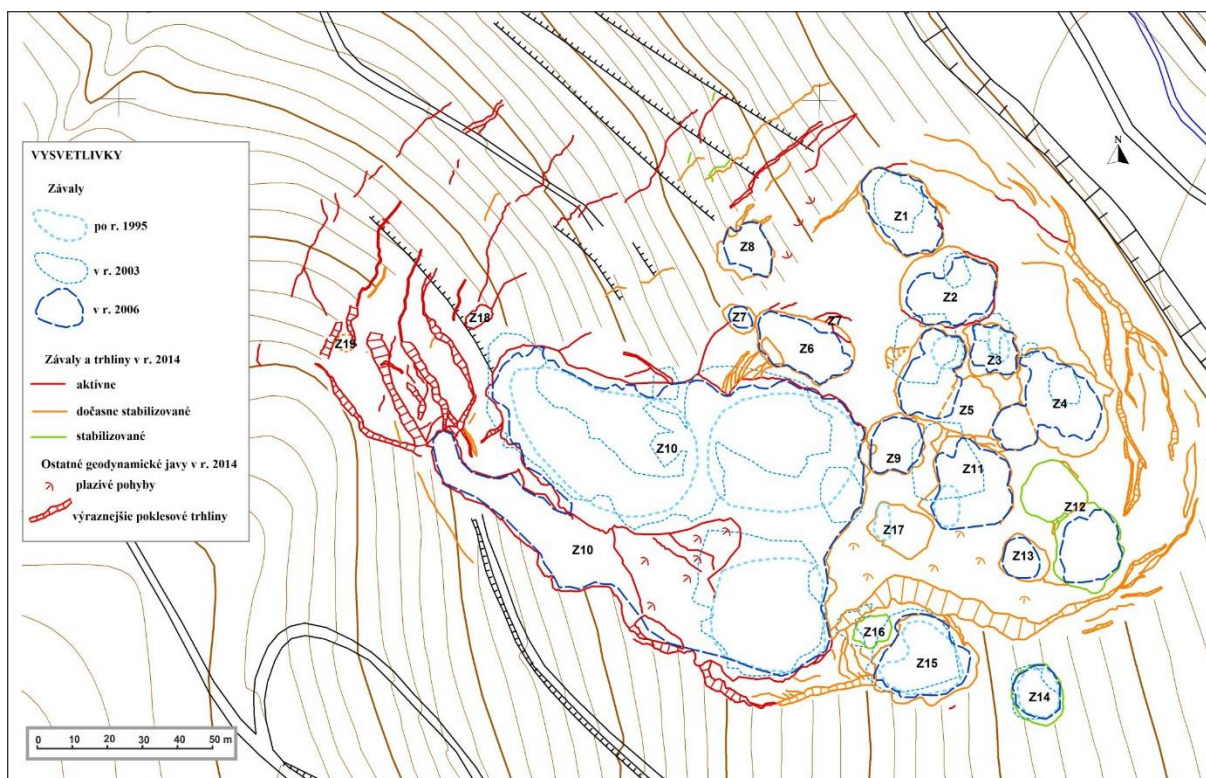 N
VYSVETLIVKY
Závaly
po r. 1995
v r. 2003
v r. 2006
Závaly a trhliny v r. 2014
aktívne
dočasne stabilizované
stabilizované
Ostatné geodynamické javy v r. 2014
plazivé pohyby
výraznejšie poklesové trhliny
Z1
Z8
Z2
Z18
Z7
Z7
Z19
Z6
Z3
Z4
Z5
Z10
Z9
Z11
Z12
Z17
Z10
Z13
Z16
Z15
Z14
0 10 20 30 40 50 m